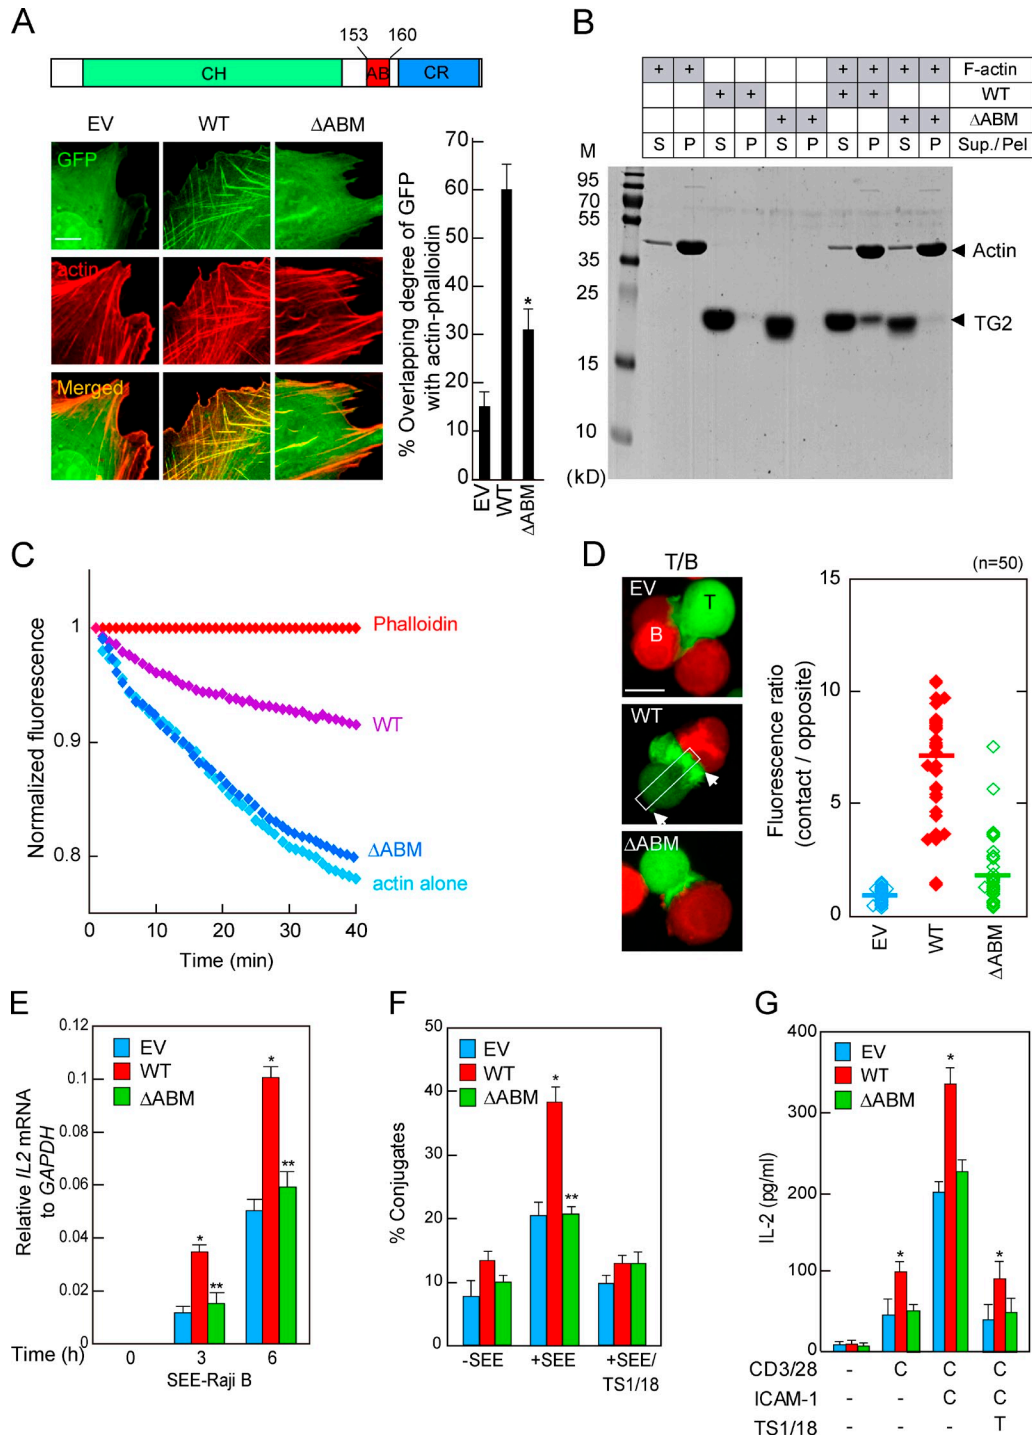 A
153 160
CH AB CR
EV WT ΔABM
GFP
actin
Merged
% Overlapping degree of GFP
with actin-phalloidin
70
60
50
40
30
20
10
0
*
EV WT ΔABM
B
+ + + + + + F-actin
+ + + + WT
+ + + + ΔABM
S P S P S P S P S P Sup./Pel
M
95
70
55
35
25
15
10
(kD)
Actin
TG2
C
Normalized fluorescence
1
0.9
0.8
0 10 20 30 40
Time (min)
Phalloidin
WT
ΔABM
actin alone
D
T/B
EV
T
B
WT
ΔABM
(n=50)
Fluorescence ratio
(contact / opposite)
15
10
5
0
EV WT ΔABM
E
Relative IL2 mRNA
to GAPDH
0.12
0.1
0.08
0.06
0.04
0.02
0
EV
WT
ΔABM
* ** * **
Time (h) 0 3 6
SEE-Raji B
F
% Conjugates
50
40
30
20
10
0
EV
WT
ΔABM
* **
-SEE +SEE +SEE/
TS1/18
G
IL-2 (pg/ml)
400
300
200
100
0
EV
WT
ΔABM
* * *
CD3/28 - C C C
ICAM-1 - - C C
TS1/18 - - - T